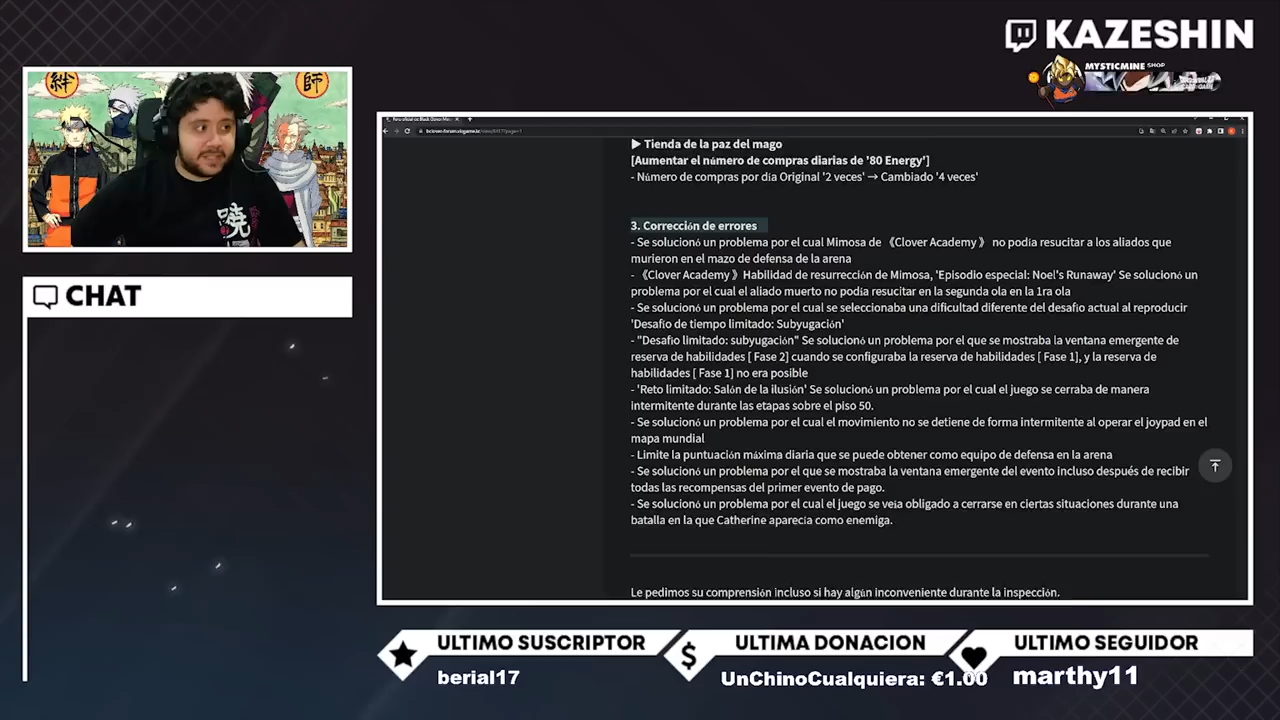 KAZESHIN
MYSTICMINE SHOP
絆
師
暁
CHAT
▶ Tienda de la paz del mago
[Aumentar el número de compras diarias de '80 Energy']
- Número de compras por día Original '2 veces' → Cambiado '4 veces'
3. Corrección de errores
- Se solucionó un problema por el cual Mimosa de 《Clover Academy 》 no podía resucitar a los aliados que
murieron en el mazo de defensa de la arena
- 《Clover Academy 》Habilidad de resurrección de Mimosa, 'Episodio especial: Noel's Runaway' Se solucionó un
problema por el cual el aliado muerto no podía resucitar en la segunda ola en la 1ra ola
- Se solucionó un problema por el cual se seleccionaba una dificultad diferente del desafío actual al reproducir
'Desafío de tiempo limitado: Subyugación'
- "Desafío limitado: subyugación" Se solucionó un problema por el que se mostraba la ventana emergente de
reserva de habilidades [ Fase 2] cuando se configuraba la reserva de habilidades [ Fase 1], y la reserva de
habilidades [ Fase 1] no era posible
- 'Reto limitado: Salón de la ilusión' Se solucionó un problema por el cual el juego se cerraba de manera
intermitente durante las etapas sobre el piso 50.
- Se solucionó un problema por el cual el movimiento no se detiene de forma intermitente al operar el joypad en el
mapa mundial
- Limite la puntuación máxima diaria que se puede obtener como equipo de defensa en la arena
- Se solucionó un problema por el que se mostraba la ventana emergente del evento incluso después de recibir
todas las recompensas del primer evento de pago.
- Se solucionó un problema por el cual el juego se veía obligado a cerrarse en ciertas situaciones durante una
batalla en la que Catherine aparecía como enemiga.
Le pedimos su comprensión incluso si hay algún inconveniente durante la inspección.
ULTIMO SUSCRIPTOR
berial17
ULTIMA DONACION
UnChinoCualquiera: €1.00
ULTIMO SEGUIDOR
marthy11